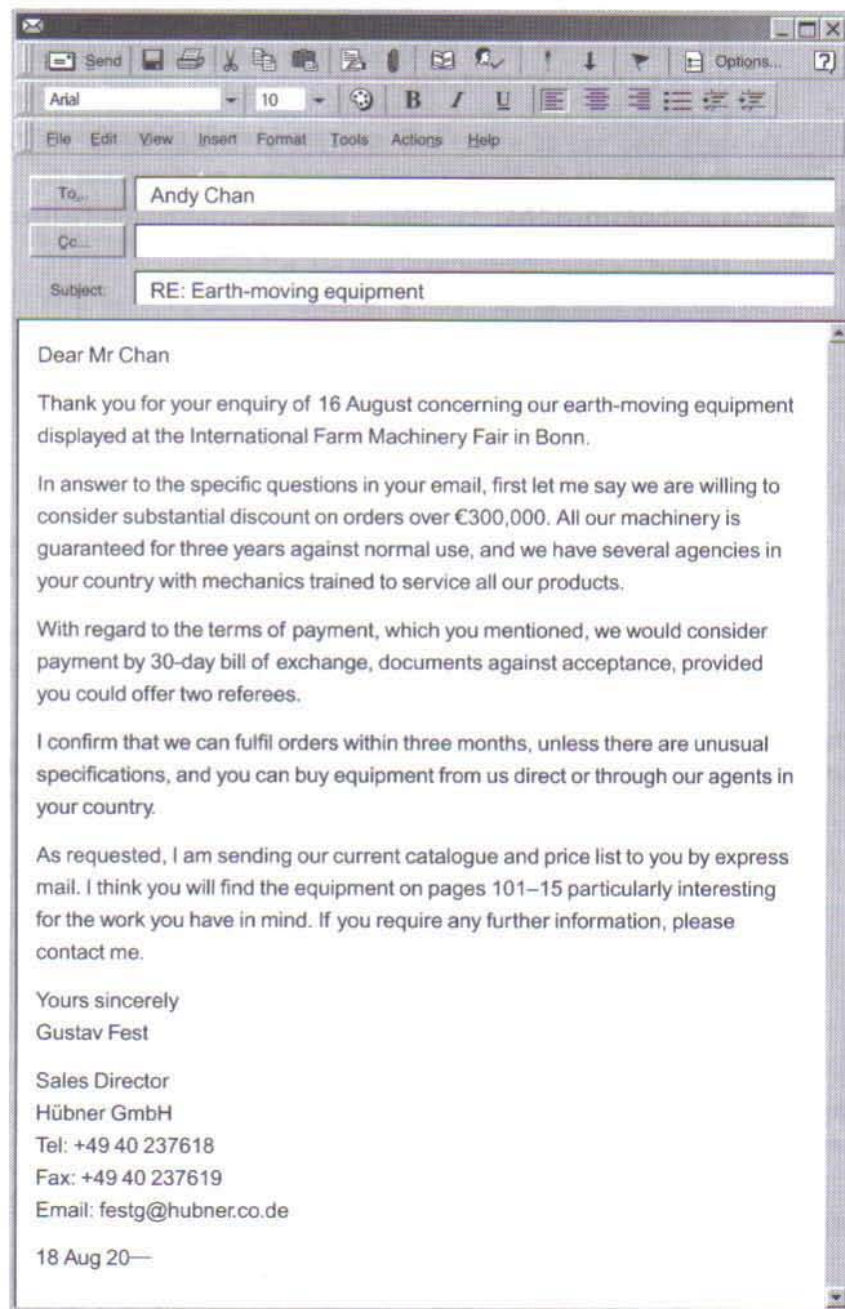 Send
Options...
Arial
10
B I U
File Edit View Insert Format Tools Actions Help
To...
Andy Chan
Cc...
Subject:
RE: Earth-moving equipment
Dear Mr Chan
Thank you for your enquiry of 16 August concerning our earth-moving equipment
displayed at the International Farm Machinery Fair in Bonn.
In answer to the specific questions in your email, first let me say we are willing to
consider substantial discount on orders over €300,000. All our machinery is
guaranteed for three years against normal use, and we have several agencies in
your country with mechanics trained to service all our products.
With regard to the terms of payment, which you mentioned, we would consider
payment by 30-day bill of exchange, documents against acceptance, provided
you could offer two referees.
I confirm that we can fulfil orders within three months, unless there are unusual
specifications, and you can buy equipment from us direct or through our agents in
your country.
As requested, I am sending our current catalogue and price list to you by express
mail. I think you will find the equipment on pages 101–15 particularly interesting
for the work you have in mind. If you require any further information, please
contact me.
Yours sincerely
Gustav Fest
Sales Director
Hübner GmbH
Tel: +49 40 237618
Fax: +49 40 237619
Email: festg@hubner.co.de
18 Aug 20—